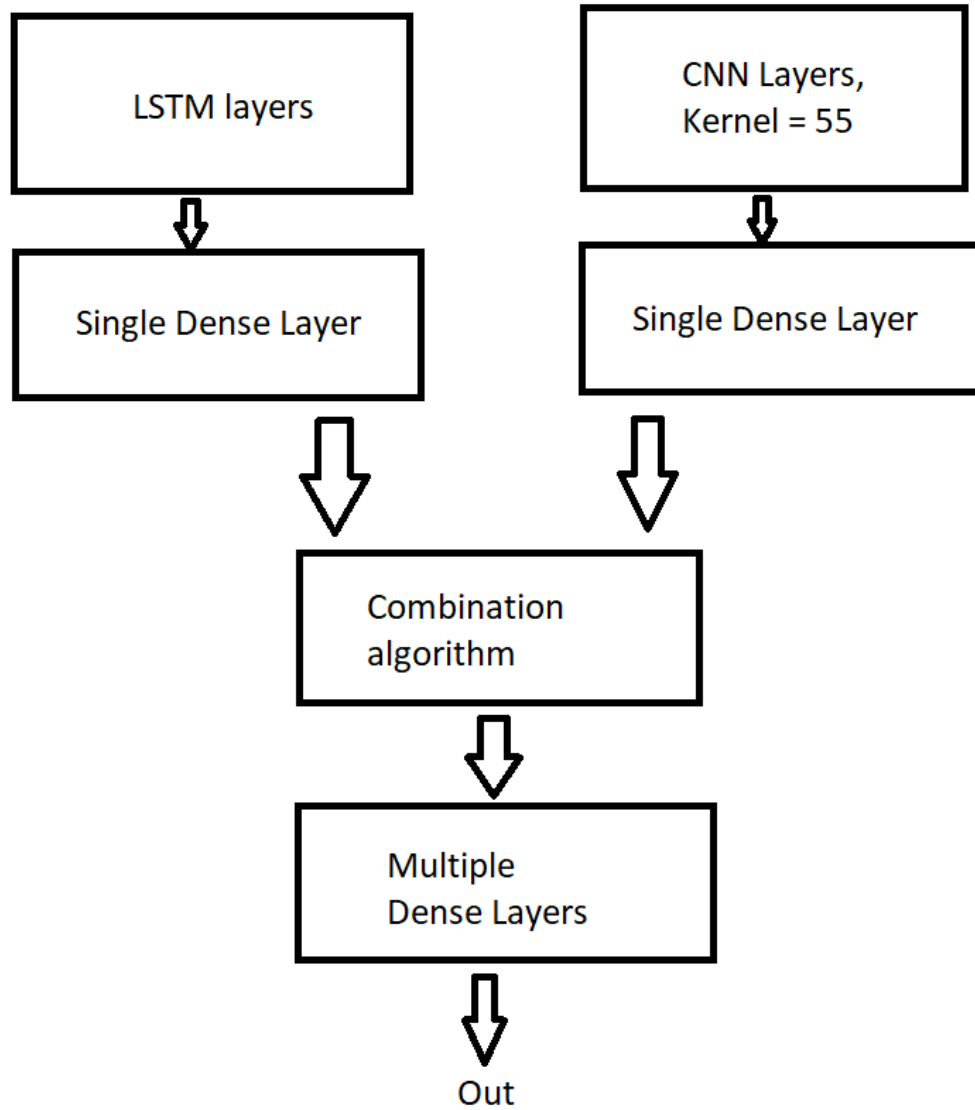 LSTM layers
CNN Layers,
Kernel = 55
Single Dense Layer
Single Dense Layer
Combination
algorithm
Multiple
Dense Layers
Out